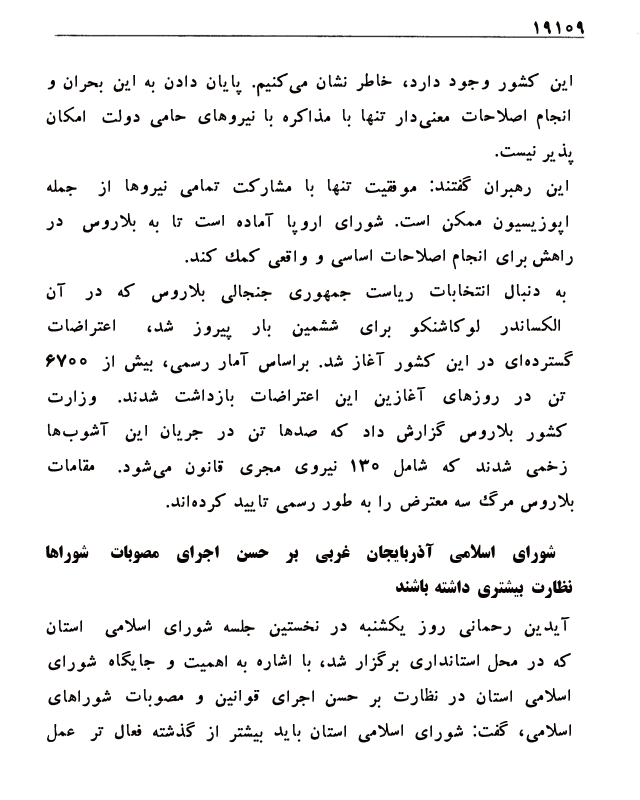 ۱۹۱۵۹
این کشور وجود دارد، خاطر نشان می‌کنیم. پایان دادن به این بحران و
انجام اصلاحات معنی‌دار تنها با مذاکره با نیروهای حامی دولت امکان
پذیر نیست.
این رهبران گفتند: موفقیت تنها با مشارکت تمامی نیروها از جمله
اپوزیسیون ممکن است. شورای اروپا آماده است تا به بلاروس در
راهش برای انجام اصلاحات اساسی و واقعی کمك کند.
به دنبال انتخابات ریاست جمهوری جنجالی بلاروس که در آن
الکساندر لوکاشنکو برای ششمین بار پیروز شد، اعتراضات
گسترده‌ای در این کشور آغاز شد. براساس آمار رسمی، بیش از ۶۷۰۰
تن در روزهای آغازین این اعتراضات بازداشت شدند. وزارت
کشور بلاروس گزارش داد که صدها تن در جریان این آشوب‌ها
زخمی شدند که شامل ۱۳۰ نیروی مجری قانون می‌شود. مقامات
بلاروس مرگ سه معترض را به طور رسمی تایید کرده‌اند.
شورای اسلامی آذربایجان غربی بر حسن اجرای مصوبات شوراها
نظارت بیشتری داشته باشند
آیدین رحمانی روز یکشنبه در نخستین جلسه شورای اسلامی استان
که در محل استانداری برگزار شد، با اشاره به اهمیت و جایگاه شورای
اسلامی استان در نظارت بر حسن اجرای قوانین و مصوبات شوراهای
اسلامی، گفت: شورای اسلامی استان باید بیشتر از گذشته فعال تر عمل